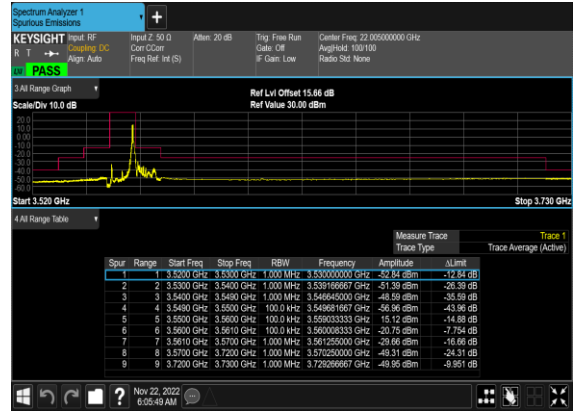 Spectrum Analyzer 1
Spurious Emissions
KEYSIGHT Input: RF Input Z: 50 Ω Atten: 20 dB Trig: Free Run Center Freq: 22.005000000 GHz
R T Coupling: DC Corr CCorr Gate: Off Avg|Hold: 100/100
Align: Auto Freq Ref: Int (S) IF Gain: Low Radio Std: None
PASS
3 All Range Graph
Ref Lvl Offset 15.66 dB
Scale/Div 10.0 dB Ref Value 30.00 dBm
20.0
10.0
0.00
-10.0
-20.0
-30.0
-40.0
-50.0
-60.0
Start 3.520 GHz Stop 3.730 GHz
4 All Range Table
Measure Trace Trace 1
Trace Type Trace Average (Active)
Spur Range Start Freq Stop Freq RBW Frequency Amplitude ΔLimit
1 1 3.5200 GHz 3.5300 GHz 1.000 MHz 3.530000000 GHz -52.84 dBm -12.84 dB
2 2 3.5300 GHz 3.5400 GHz 1.000 MHz 3.539166667 GHz -51.39 dBm -26.39 dB
3 3 3.5400 GHz 3.5490 GHz 1.000 MHz 3.546645000 GHz -48.59 dBm -35.59 dB
4 4 3.5490 GHz 3.5500 GHz 100.0 kHz 3.549681667 GHz -56.96 dBm -43.96 dB
5 5 3.5500 GHz 3.5600 GHz 100.0 kHz 3.559033333 GHz 15.12 dBm -14.88 dB
6 6 3.5600 GHz 3.5610 GHz 100.0 kHz 3.560008333 GHz -20.75 dBm -7.754 dB
7 7 3.5610 GHz 3.5700 GHz 1.000 MHz 3.561255000 GHz -29.66 dBm -16.66 dB
8 8 3.5700 GHz 3.7200 GHz 1.000 MHz 3.570250000 GHz -49.31 dBm -24.31 dB
9 9 3.7200 GHz 3.7300 GHz 1.000 MHz 3.729266667 GHz -49.95 dBm -9.951 dB
Nov 22, 2022
6:05:49 AM